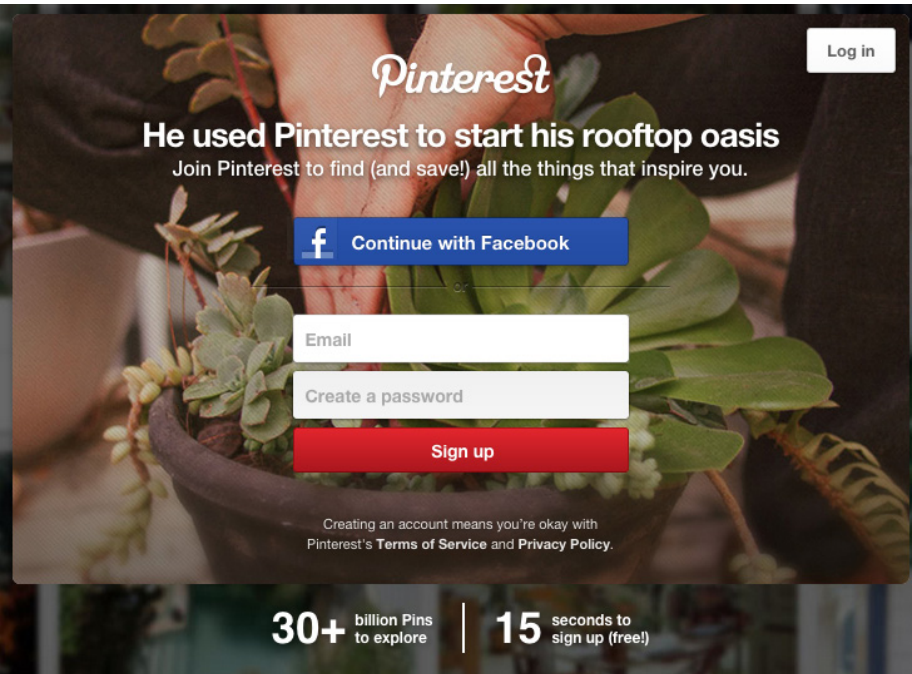 Log in
Pinterest
He used Pinterest to start his rooftop oasis
Join Pinterest to find (and save!) all the things that inspire you.
f Continue with Facebook
or
Email
Create a password
Sign up
Creating an account means you're okay with
Pinterest's Terms of Service and Privacy Policy.
30+ billion Pins
to explore
15 seconds to
sign up (free!)